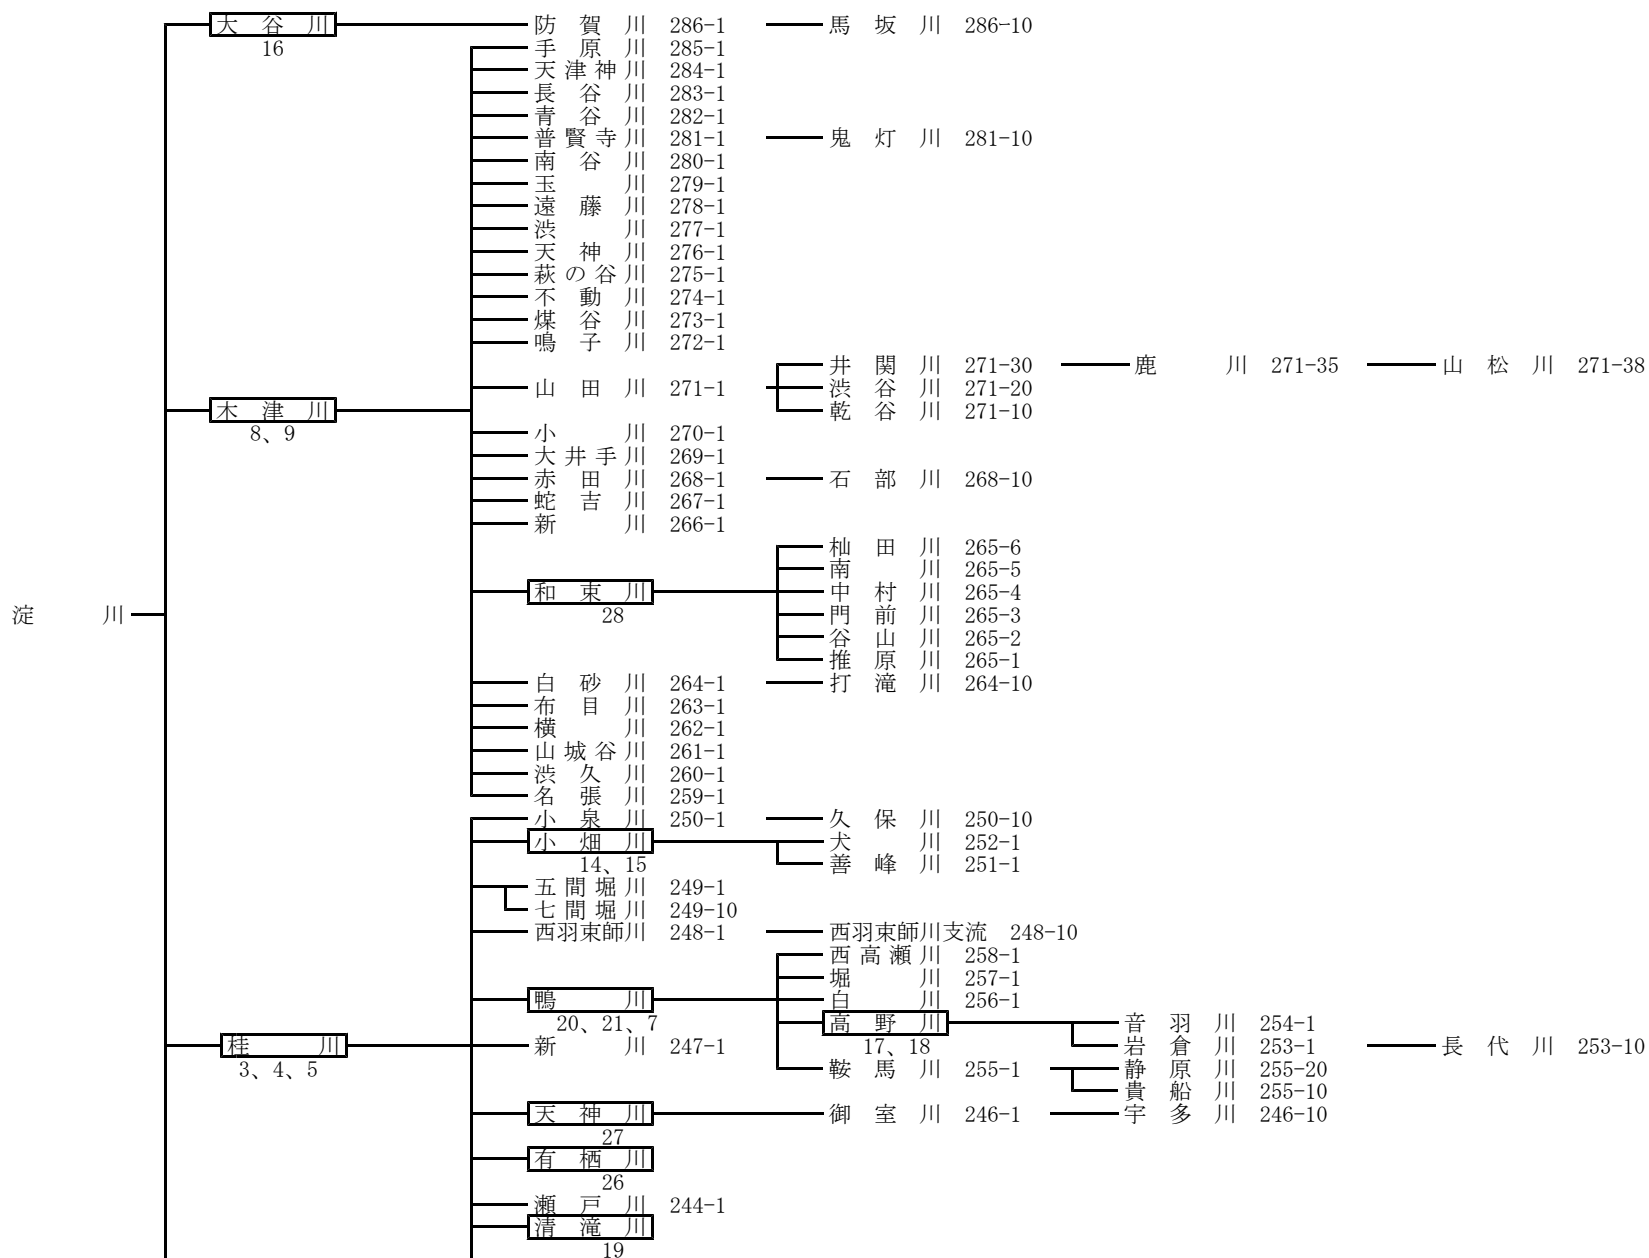 大谷川 防賀川 286-1 馬坂川 286-10
16
手原川 285-1
天津神川 284-1
長谷川 283-1
青谷川 282-1
普賢寺川 281-1 鬼灯川 281-10
南谷川 280-1
玉川 279-1
遠藤川 278-1
渋川 277-1
天神川 276-1
萩の谷川 275-1
不動川 274-1
煤谷川 273-1
鳴子川 272-1
井関川 271-30 鹿川 271-35 山松川 271-38
山田川 271-1 渋谷川 271-20
木津川 乾谷川 271-10
8、9
小川 270-1
大井手川 269-1
赤田川 268-1 石部川 268-10
蛇吉川 267-1
新川 266-1
杣田川 265-6
南川 265-5
和束川 中村川 265-4
28
淀川 門前川 265-3
谷山川 265-2
推原川 265-1
白砂川 264-1 打滝川 264-10
布目川 263-1
横川 262-1
山城谷川 261-1
渋久川 260-1
名張川 259-1
小泉川 250-1 久保川 250-10
小畑川 犬川 252-1
14、15 善峰川 251-1
五間堀川 249-1
七間堀川 249-10
西羽束師川 248-1 西羽束師川支流 248-10
西高瀬川 258-1
堀川 257-1
鴨川 白川 256-1
20、21、7 高野川 音羽川 254-1
17、18
桂川 新川 247-1 岩倉川 253-1 長代川 253-10
3、4、5 鞍馬川 255-1 静原川 255-20
貴船川 255-10
天神川 御室川 246-1 宇多川 246-10
27
有栖川
26
瀬戸川 244-1
清滝川
19